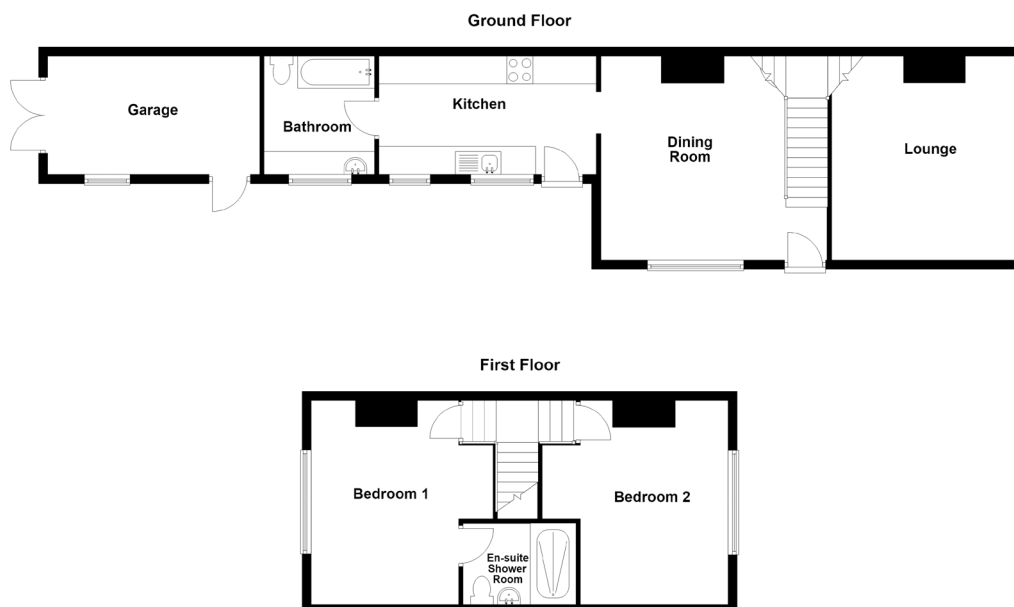 Ground Floor
Garage
Bathroom
Kitchen
Dining
Room
Lounge
First Floor
Bedroom 1
Bedroom 2
En-suite
Shower
Room